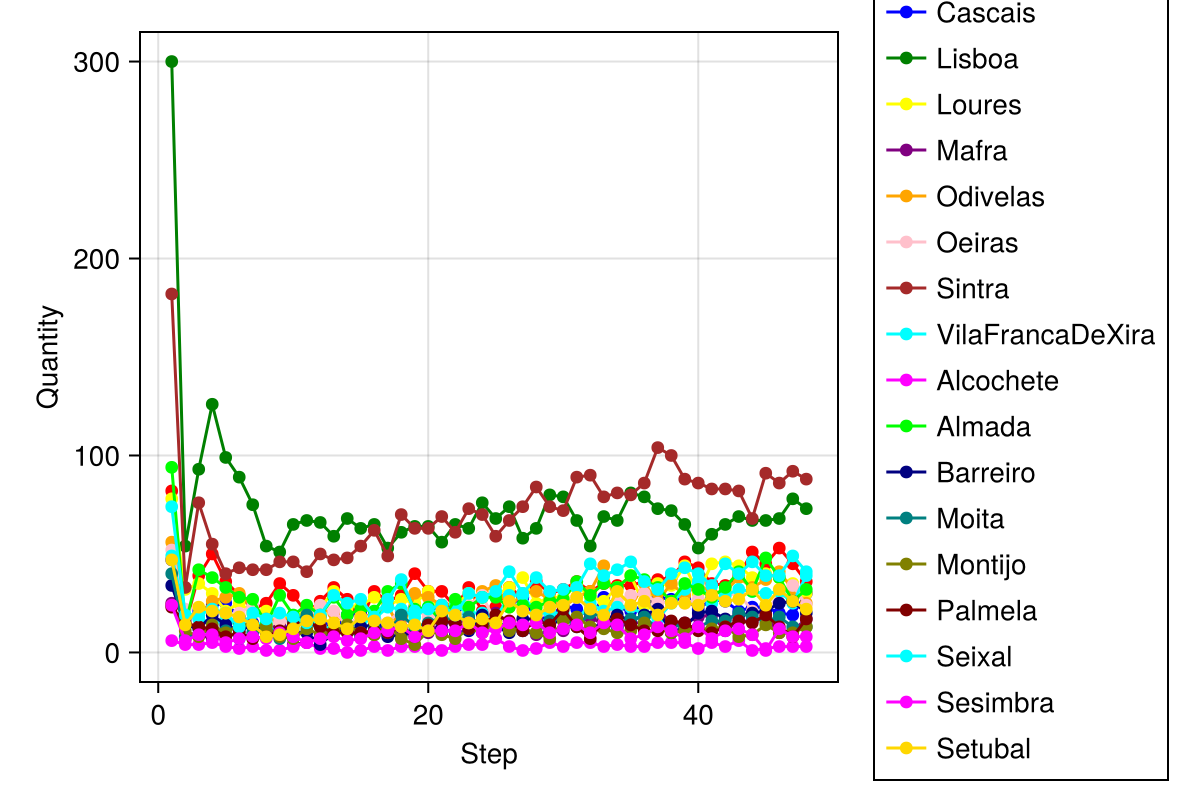 300
200
100
0
0
20
40
Quantity
Step
Cascais
Lisboa
Loures
Mafra
Odivelas
Oeiras
Sintra
VilaFrancaDeXira
Alcochete
Almada
Barreiro
Moita
Montijo
Palmela
Seixal
Sesimbra
Setubal